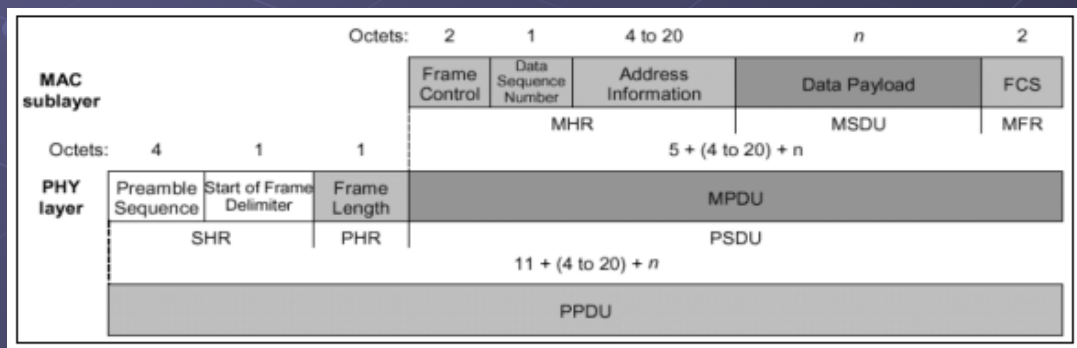 Octets: 2 1 4 to 20 n 2
MAC
sublayer
Frame
Control
Data
Sequence
Number
Address
Information
Data Payload
FCS
MHR MSDU MFR
Octets: 4 1 1 5 + (4 to 20) + n
PHY
layer
Preamble
Sequence
Start of Frame
Delimiter
Frame
Length
MPDU
SHR PHR PSDU
11 + (4 to 20) + n
PPDU